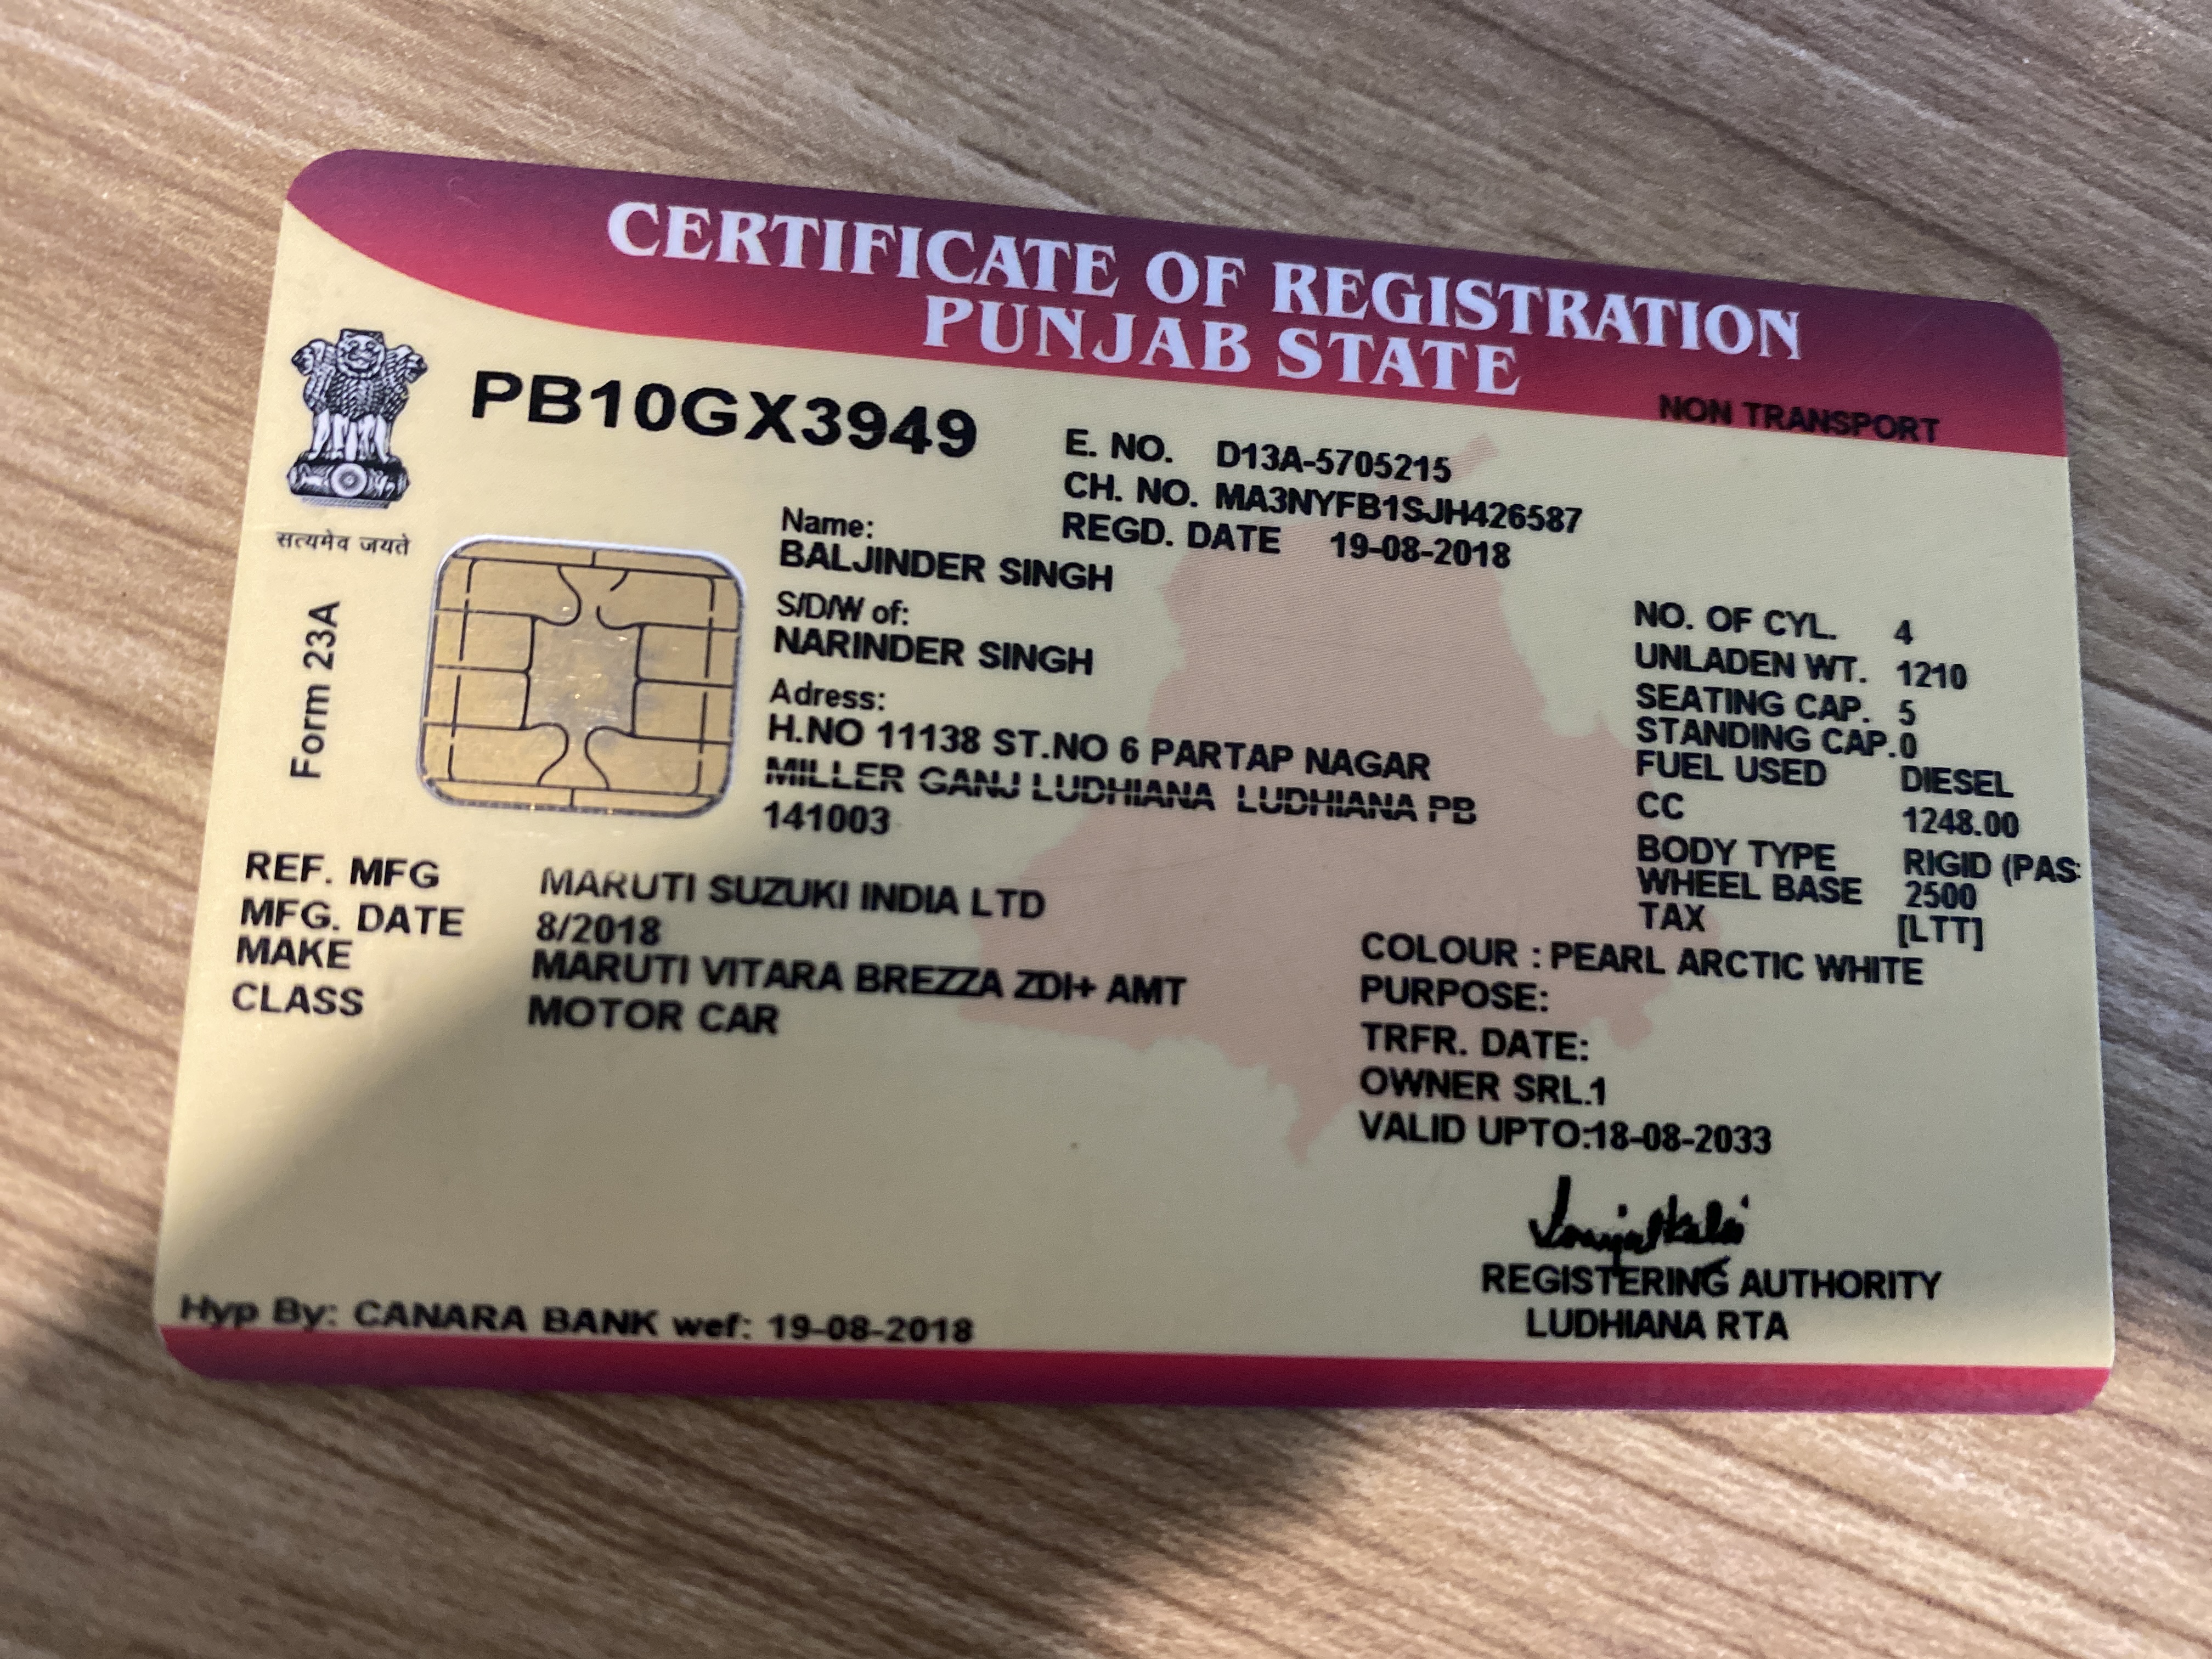 CERTIFICATE OF REGISTRATION
PUNJAB STATE
NON TRANSPORT
सत्यमेव जयते
Form 23A
PB10GX3949
E. NO. D13A-5705215
CH. NO. MA3NYFB1SJH426587
REGD. DATE 19-08-2018
Name:
BALJINDER SINGH
S/D/W of:
NARINDER SINGH
Adress:
H.NO 11138 ST.NO 6 PARTAP NAGAR
MILLER GANJ LUDHIANA LUDHIANA PB
141003
NO. OF CYL. 4
UNLADEN WT. 1210
SEATING CAP. 5
STANDING CAP. 0
FUEL USED DIESEL
CC 1248.00
BODY TYPE RIGID (PAS
WHEEL BASE 2500
TAX [LTT]
REF. MFG MARUTI SUZUKI INDIA LTD
MFG. DATE 8/2018
MAKE MARUTI VITARA BREZZA ZDI+ AMT
CLASS MOTOR CAR
COLOUR : PEARL ARCTIC WHITE
PURPOSE:
TRFR. DATE:
OWNER SRL.1
VALID UPTO:18-08-2033
REGISTERING AUTHORITY
LUDHIANA RTA
Hyp By: CANARA BANK wef: 19-08-2018